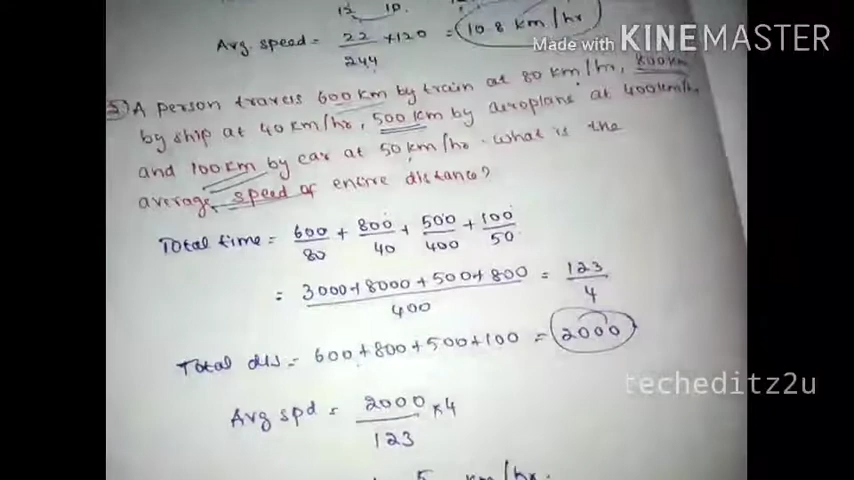 Avg. speed = 22/244 × 120 = 10.8 km/hr
Made with KINEMASTER
5) A person travels 600 km by train at 80 km/hr, 800 km
by ship at 40 km/hr, 500 km by aeroplane at 400 km/hr
and 100 km by car at 50 km/hr. what is the
average speed of entire distance?
Total time = 600/80 + 800/40 + 500/400 + 100/50
= 3000+8000+500+800/400 = 123/4
Total dis = 600+800+500+100 = 2000
techeditz2u
Avg spd = 2000/123 × 4
5 km/hr.